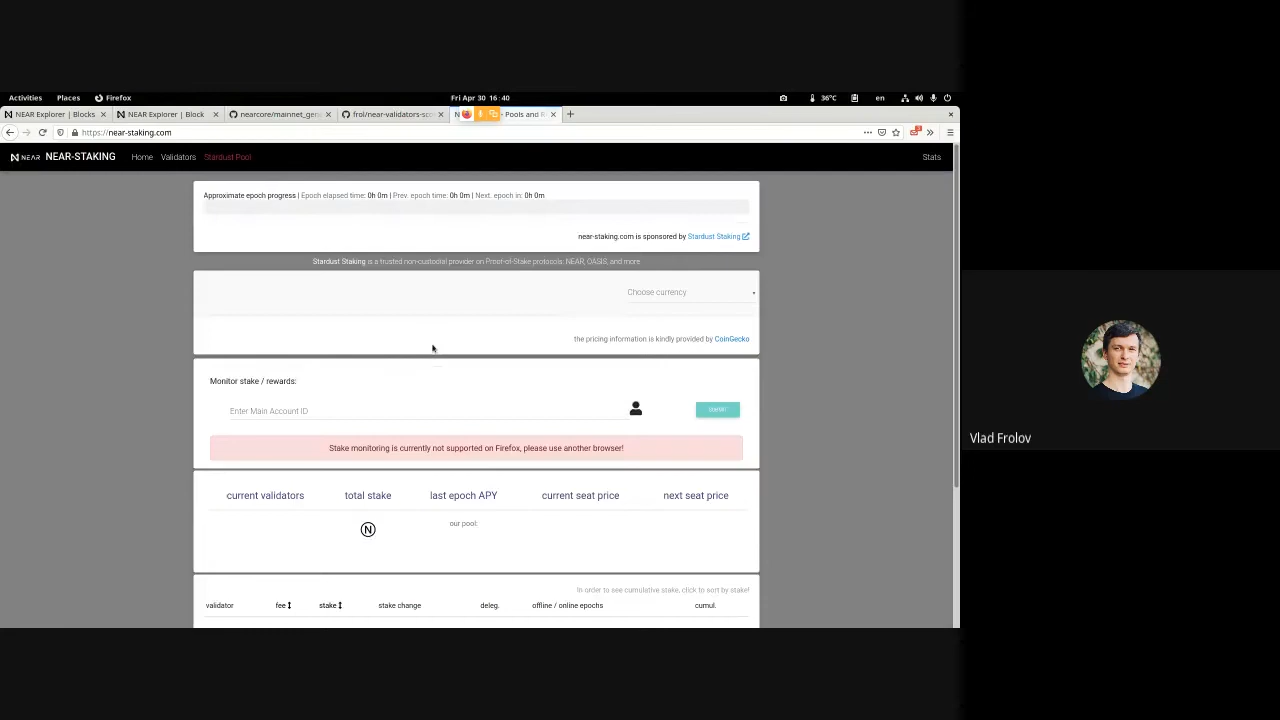 Activities Places Firefox Fri Apr 30 16:40 36°C en
NEAR Explorer | Blocks NEAR Explorer | Block nearcore/mainnet_gen frol/near-validators-sco Pools and R
https://near-staking.com
NEAR NEAR-STAKING Home Validators Stardust Pool Stats
Approximate epoch progress | Epoch elapsed time: 0h 0m | Prev. epoch time: 0h 0m | Next. epoch in: 0h 0m
near-staking.com is sponsored by Stardust Staking
Stardust Staking is a trusted non-custodial provider on Proof-of-Stake protocols: NEAR, OASIS, and more
Choose currency
the pricing information is kindly provided by CoinGecko
Monitor stake / rewards:
Enter Main Account ID SUBMIT
Stake monitoring is currently not supported on Firefox, please use another browser!
Vlad Frolov
current validators total stake last epoch APY current seat price next seat price
our pool:
In order to see cumulative stake, click to sort by stake!
validator fee stake stake change deleg. offline / online epochs cumul.